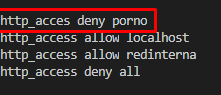 http_acces deny porno
http_access allow localhost
http_access allow redinterna
http_access deny all